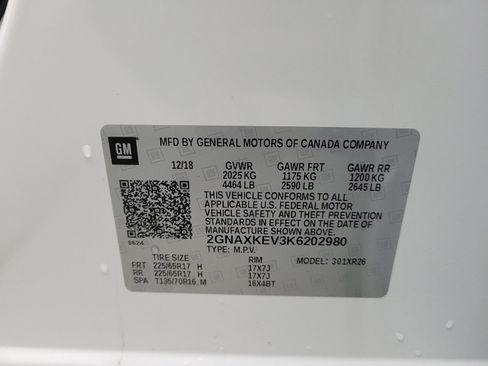 GM
MFD BY GENERAL MOTORS OF CANADA COMPANY
12/18 GVWR GAWR FRT GAWR RR
2025 KG 1175 KG 1200 KG
4464 LB 2590 LB 2645 LB
THIS VEHICLE CONFORMS TO ALL
APPLICABLE U.S. FEDERAL MOTOR
VEHICLE SAFETY AND THEFT PREVENTION
STANDARDS IN EFFECT ON THE DATE OF
MANUFACTURE SHOWN ABOVE.
2GNAXKEV3K6202980
TYPE: M.P.V.
8624
TIRE SIZE RIM MODEL: 301XR26
FRT 225/65R17 H 17X7J
RR 225/65R17 H 17X7J
SPA T135/70R16 M 16X4BT